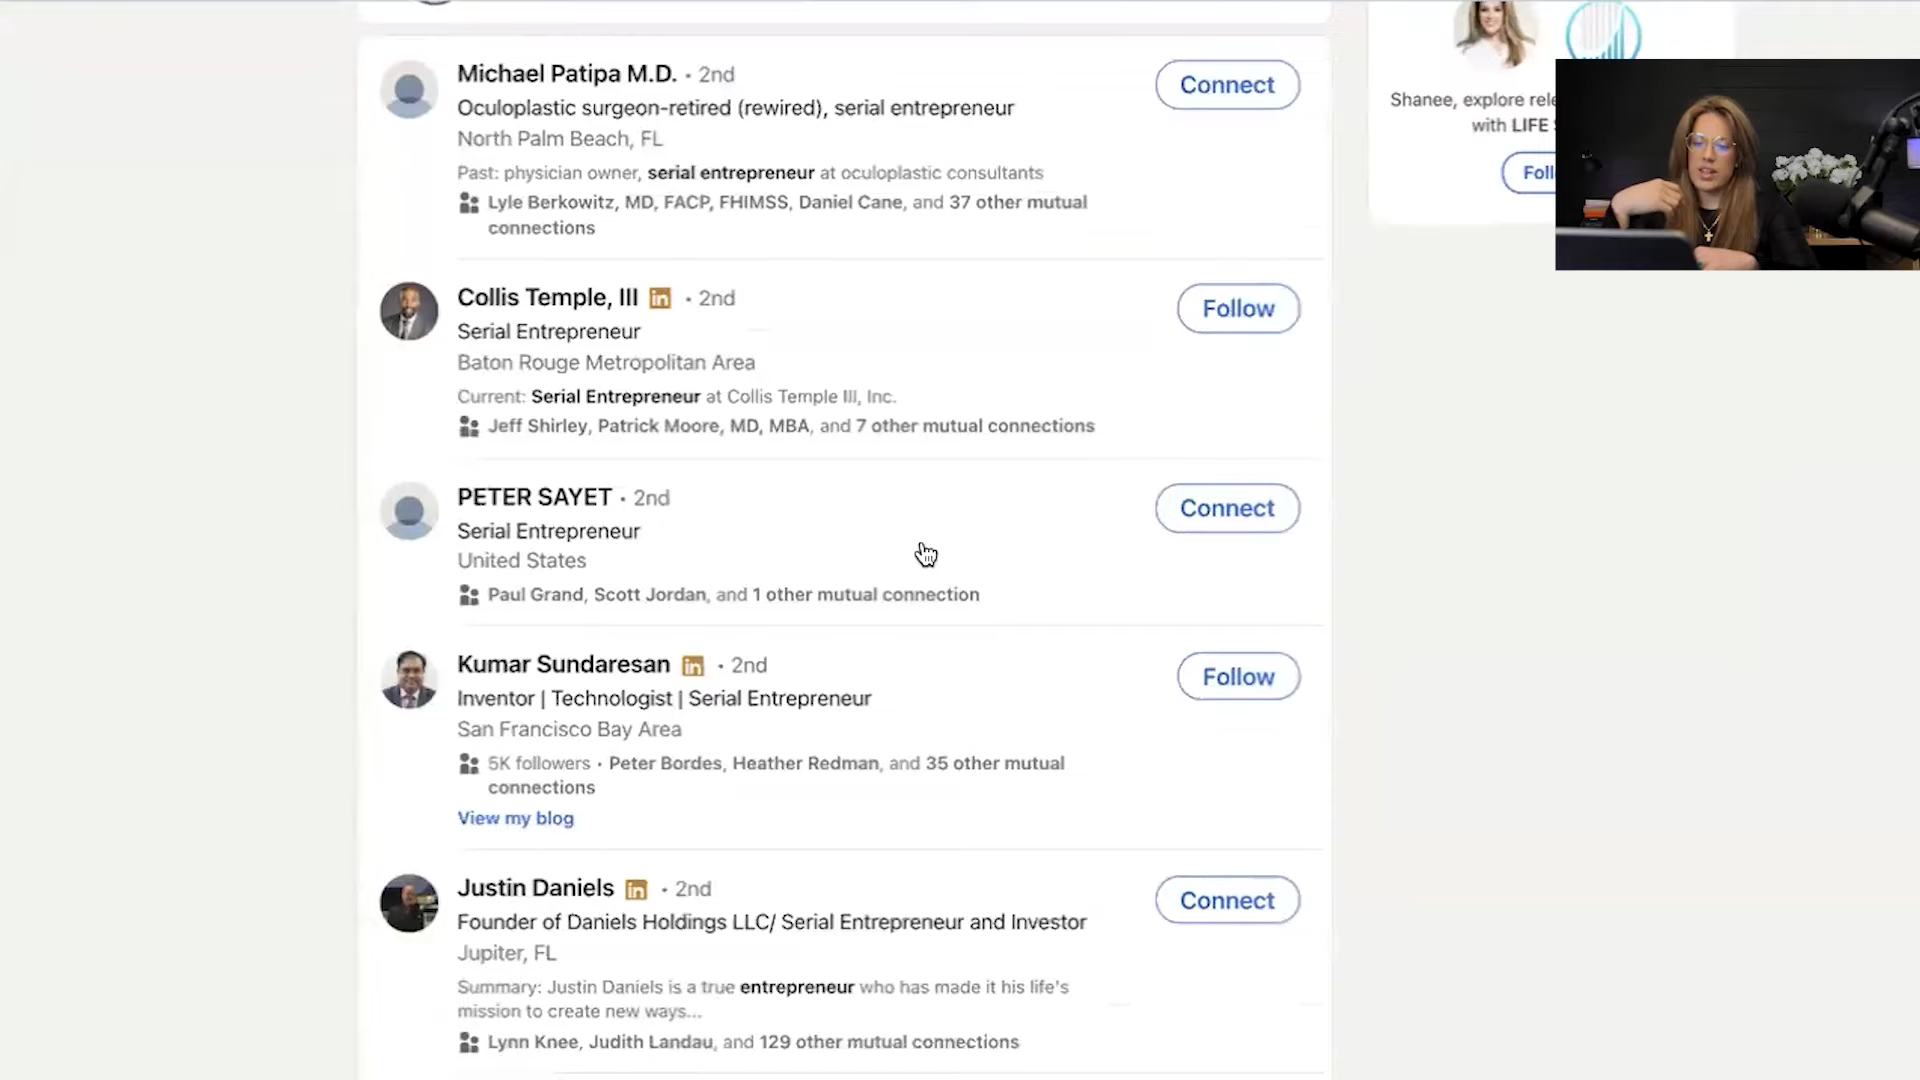 Michael Patipa M.D. • 2nd
Connect
Oculoplastic surgeon-retired (rewired), serial entrepreneur
North Palm Beach, FL
Past: physician owner, serial entrepreneur at oculoplastic consultants
Lyle Berkowitz, MD, FACP, FHIMSS, Daniel Cane, and 37 other mutual
connections
Collis Temple, III in • 2nd
Follow
Serial Entrepreneur
Baton Rouge Metropolitan Area
Current: Serial Entrepreneur at Collis Temple III, Inc.
Jeff Shirley, Patrick Moore, MD, MBA, and 7 other mutual connections
PETER SAYET • 2nd
Connect
Serial Entrepreneur
United States
Paul Grand, Scott Jordan, and 1 other mutual connection
Kumar Sundaresan in • 2nd
Follow
Inventor | Technologist | Serial Entrepreneur
San Francisco Bay Area
5K followers • Peter Bordes, Heather Redman, and 35 other mutual
connections
View my blog
Justin Daniels in • 2nd
Connect
Founder of Daniels Holdings LLC/ Serial Entrepreneur and Investor
Jupiter, FL
Summary: Justin Daniels is a true entrepreneur who has made it his life's
mission to create new ways...
Lynn Knee, Judith Landau, and 129 other mutual connections
Shanee, explore rele
with LIFE
Foll